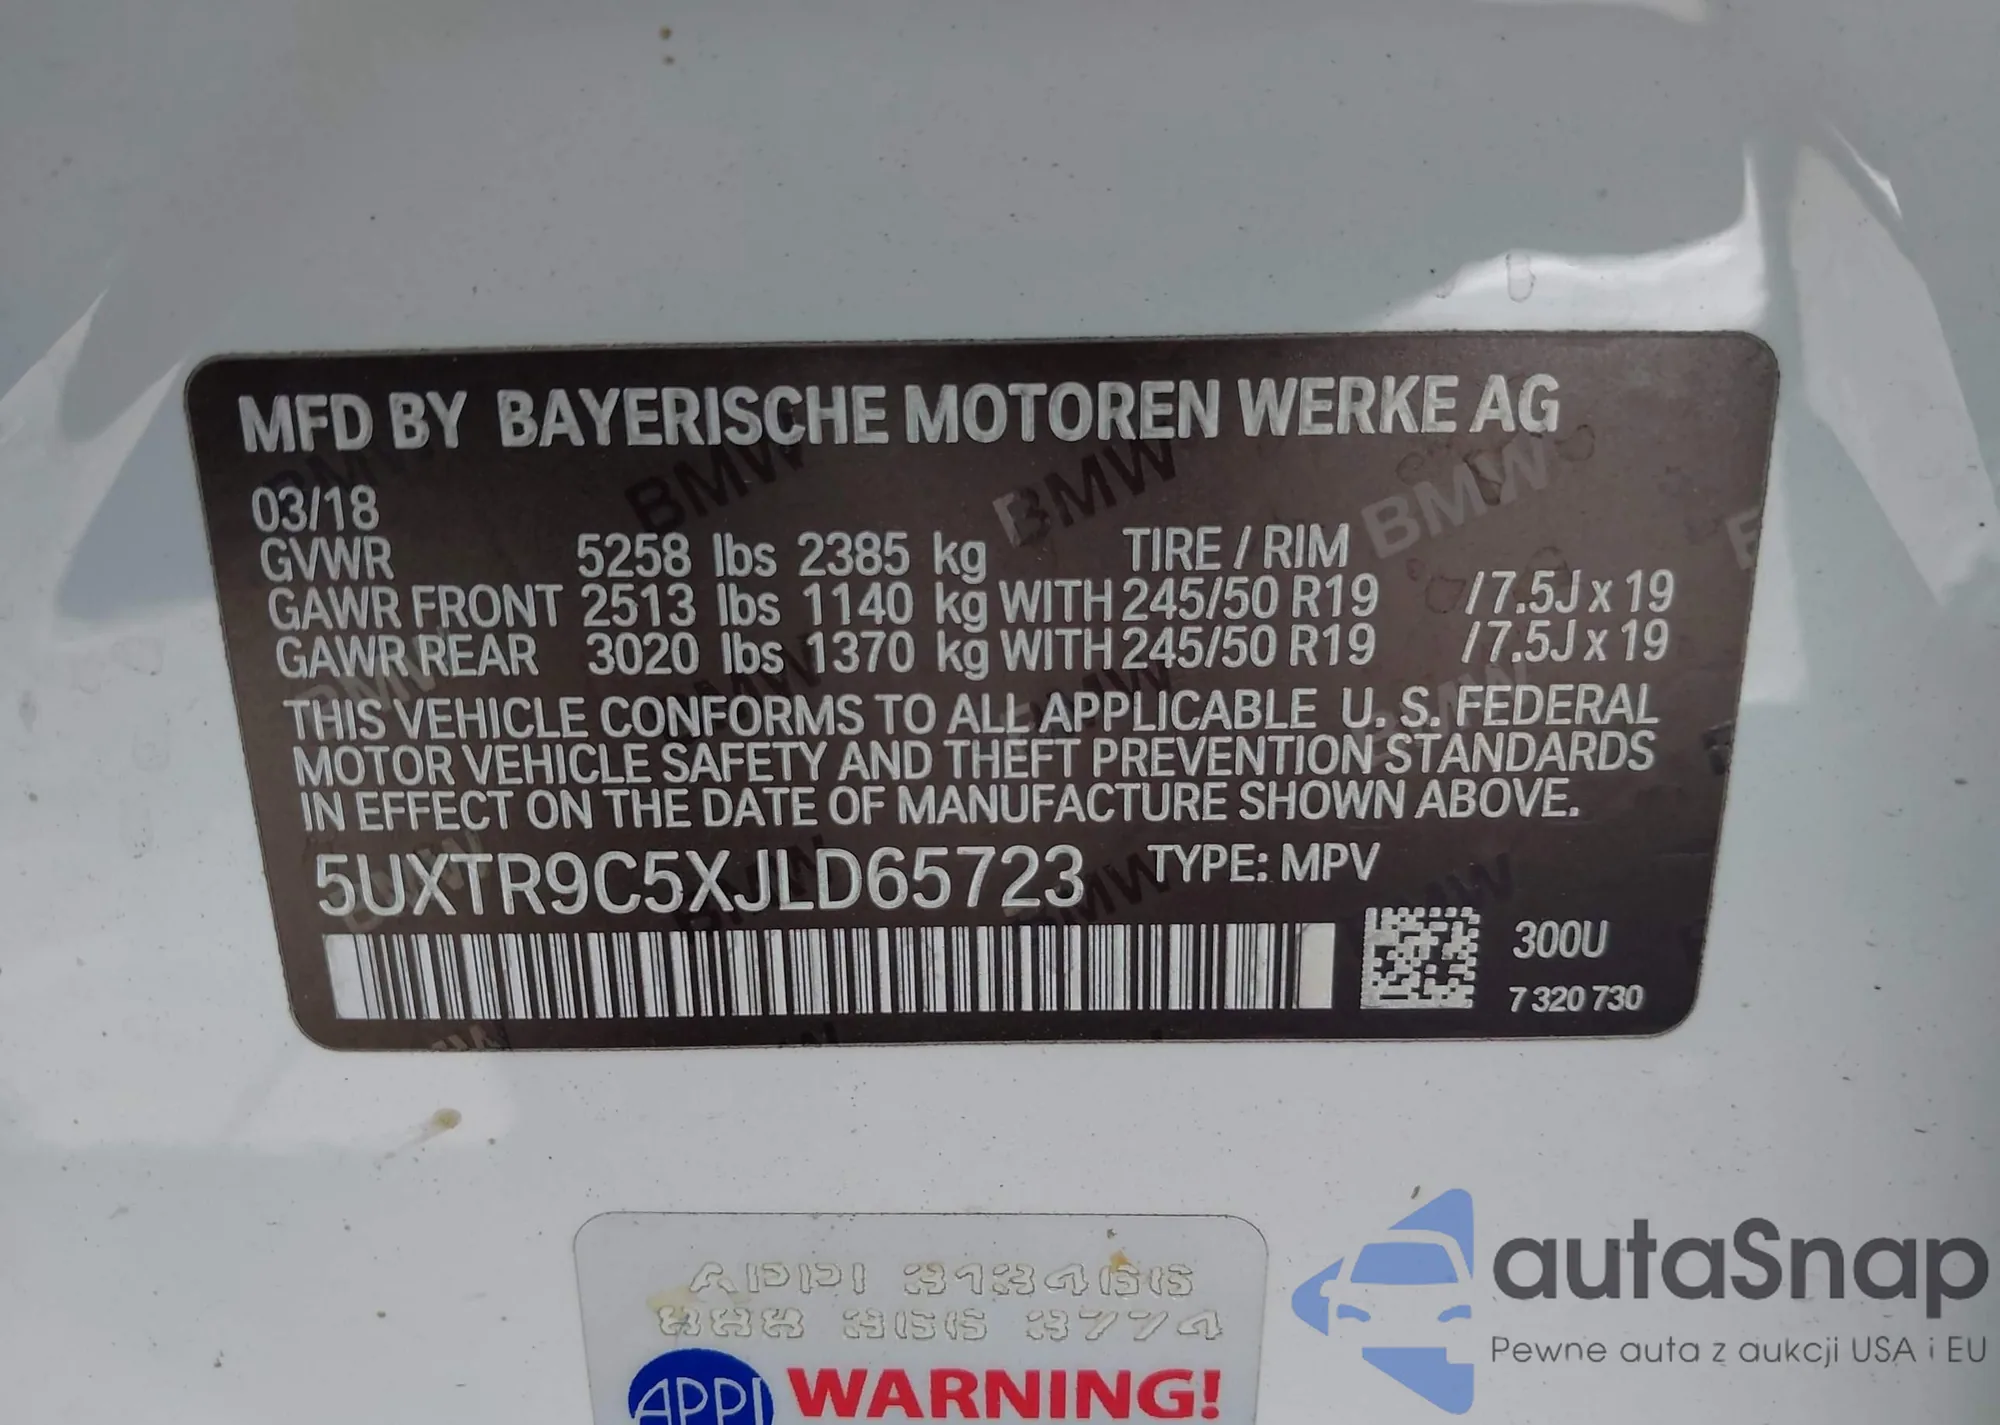 MFD BY BAYERISCHE MOTOREN WERKE AG
03/18
GVWR 5258 lbs 2385 kg TIRE / RIM
GAWR FRONT 2513 lbs 1140 kg WITH 245/50 R19 / 7.5J x 19
GAWR REAR 3020 lbs 1370 kg WITH 245/50 R19 / 7.5J x 19
THIS VEHICLE CONFORMS TO ALL APPLICABLE U. S. FEDERAL
MOTOR VEHICLE SAFETY AND THEFT PREVENTION STANDARDS
IN EFFECT ON THE DATE OF MANUFACTURE SHOWN ABOVE.
5UXTR9C5XJLD65723 TYPE: MPV
300U
7 320 730
APPI 3134666
888 366 3774
APPI WARNING!
autaSnap
Pewne auta z aukcji USA i EU